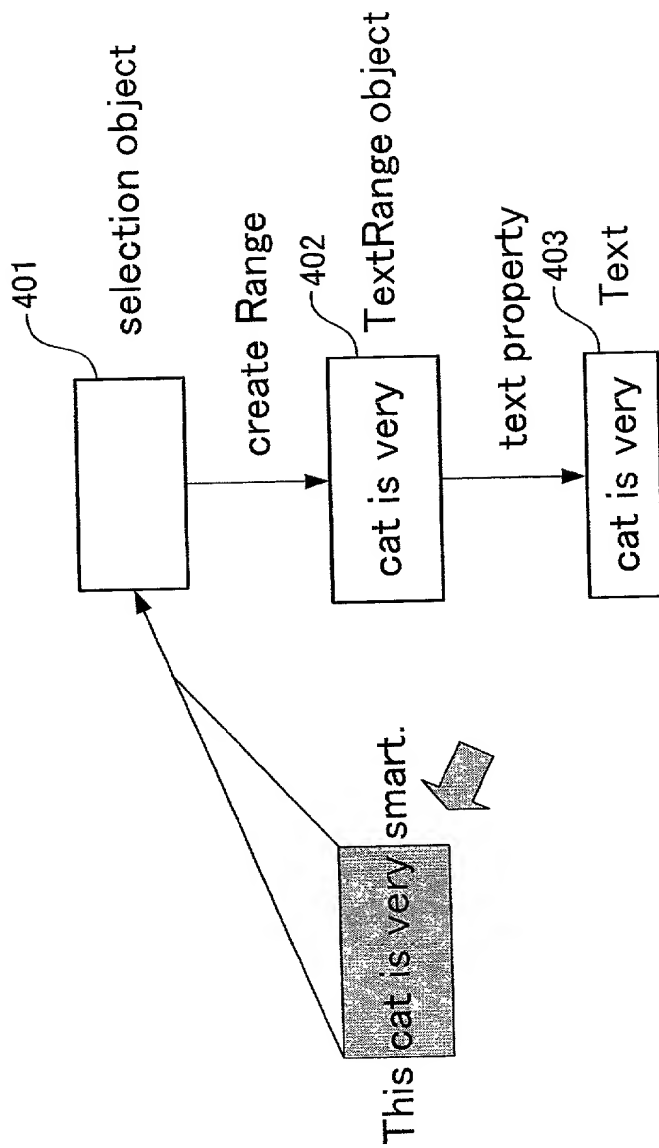 401
selection object
create Range
402
cat is very
TextRange object
text property
403
cat is very
Text
This cat is very smart.